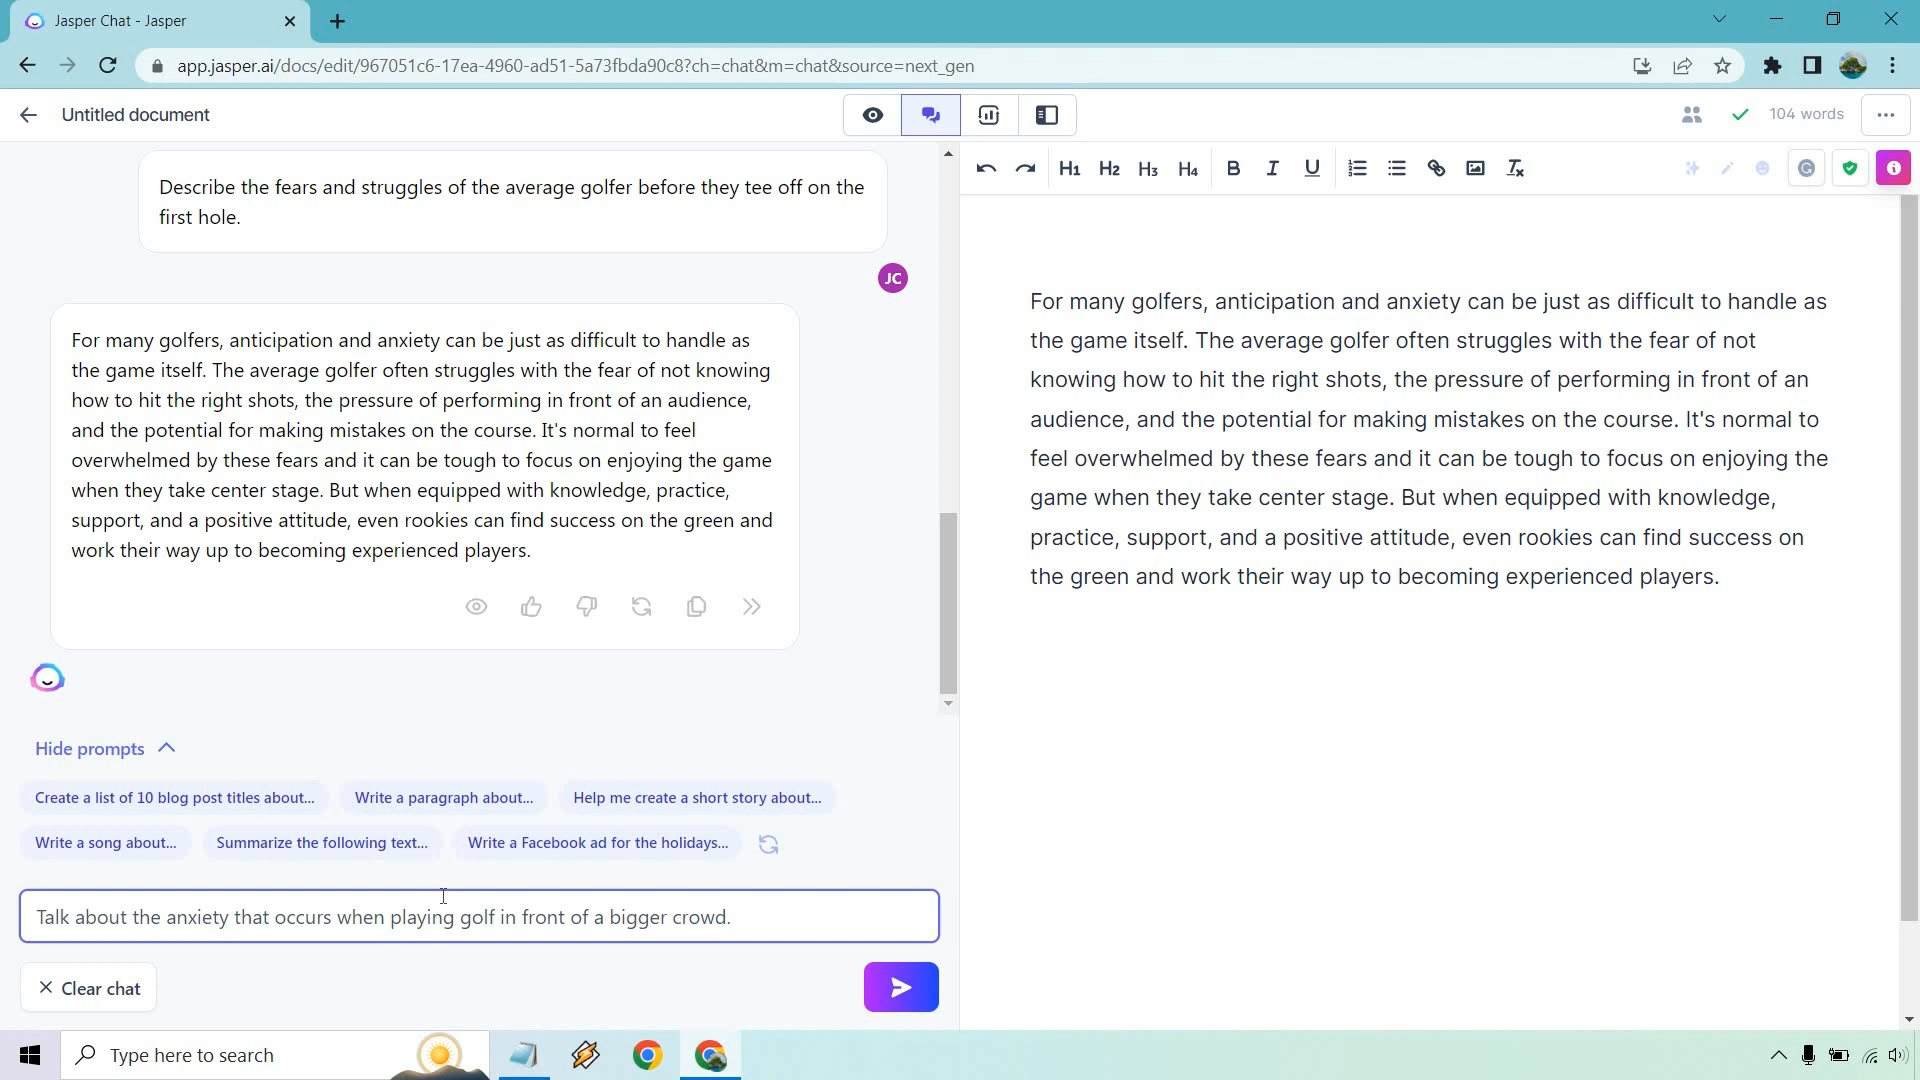 Jasper Chat - Jasper
app.jasper.ai/docs/edit/967051c6-17ea-4960-ad51-5a73fbda90c8?ch=chat&m=chat&source=next_gen
Untitled document
104 words
Describe the fears and struggles of the average golfer before they tee off on the
first hole.
JC
For many golfers, anticipation and anxiety can be just as difficult to handle as
the game itself. The average golfer often struggles with the fear of not knowing
how to hit the right shots, the pressure of performing in front of an audience,
and the potential for making mistakes on the course. It's normal to feel
overwhelmed by these fears and it can be tough to focus on enjoying the game
when they take center stage. But when equipped with knowledge, practice,
support, and a positive attitude, even rookies can find success on the green and
work their way up to becoming experienced players.
Hide prompts
Create a list of 10 blog post titles about...
Write a paragraph about...
Help me create a short story about...
Write a song about...
Summarize the following text...
Write a Facebook ad for the holidays...
Talk about the anxiety that occurs when playing golf in front of a bigger crowd.
Clear chat
H1 H2 H3 H4 B I U
For many golfers, anticipation and anxiety can be just as difficult to handle as
the game itself. The average golfer often struggles with the fear of not
knowing how to hit the right shots, the pressure of performing in front of an
audience, and the potential for making mistakes on the course. It's normal to
feel overwhelmed by these fears and it can be tough to focus on enjoying the
game when they take center stage. But when equipped with knowledge,
practice, support, and a positive attitude, even rookies can find success on
the green and work their way up to becoming experienced players.
Type here to search